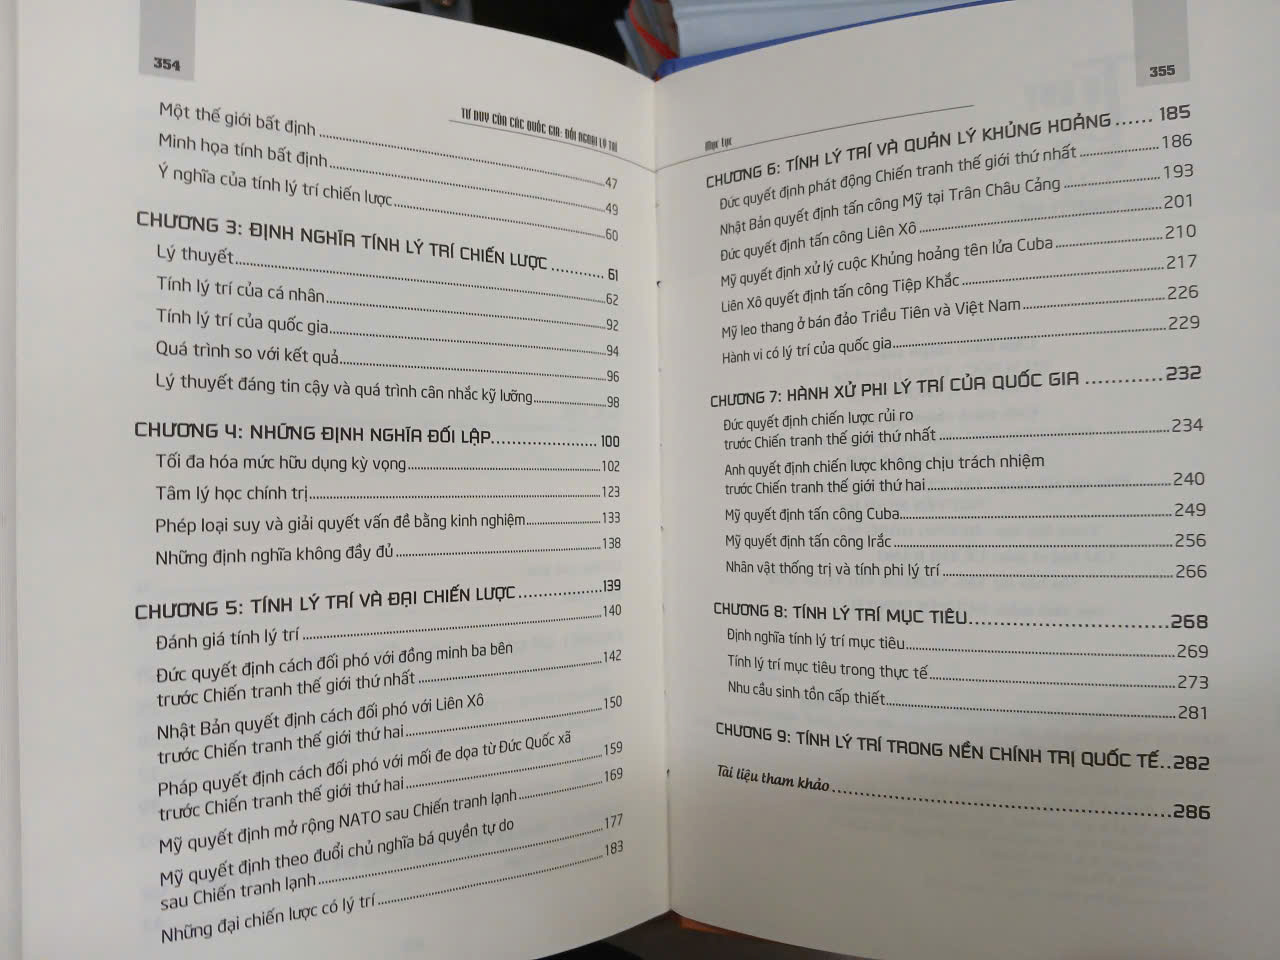 354
TƯ DUY CỦA CÁC QUỐC GIA: ĐỐI NGOẠI LÝ TRÍ
Một thế giới bất định ..... 47
Minh họa tính bất định ..... 49
Ý nghĩa của tính lý trí chiến lược ..... 60
CHƯƠNG 3: ĐỊNH NGHĨA TÍNH LÝ TRÍ CHIẾN LƯỢC ..... 61
Lý thuyết ..... 62
Tính lý trí của cá nhân ..... 92
Tính lý trí của quốc gia ..... 94
Quá trình so với kết quả ..... 96
Lý thuyết đáng tin cậy và quá trình cân nhắc kỹ lưỡng ..... 98
CHƯƠNG 4: NHỮNG ĐỊNH NGHĨA ĐỐI LẬP ..... 100
Tối đa hóa mức hữu dụng kỳ vọng ..... 102
Tâm lý học chính trị ..... 123
Phép loại suy và giải quyết vấn đề bằng kinh nghiệm ..... 133
Những định nghĩa không đầy đủ ..... 138
CHƯƠNG 5: TÍNH LÝ TRÍ VÀ ĐẠI CHIẾN LƯỢC ..... 139
Đánh giá tính lý trí ..... 140
Đức quyết định cách đối phó với đồng minh ba bên
trước Chiến tranh thế giới thứ nhất ..... 142
Nhật Bản quyết định cách đối phó với Liên Xô
trước Chiến tranh thế giới thứ hai ..... 150
Pháp quyết định cách đối phó với mối đe dọa từ Đức Quốc xã
trước Chiến tranh thế giới thứ hai ..... 159
Mỹ quyết định mở rộng NATO sau Chiến tranh lạnh ..... 169
Mỹ quyết định theo đuổi chủ nghĩa bá quyền tự do
sau Chiến tranh lạnh ..... 177
Những đại chiến lược có lý trí ..... 183
355
Mục lục
CHƯƠNG 6: TÍNH LÝ TRÍ VÀ QUẢN LÝ KHỦNG HOẢNG ..... 185
Đức quyết định phát động Chiến tranh thế giới thứ nhất ..... 186
Nhật Bản quyết định tấn công Mỹ tại Trân Châu Cảng ..... 193
Đức quyết định tấn công Liên Xô ..... 201
Mỹ quyết định xử lý cuộc Khủng hoảng tên lửa Cuba ..... 210
Liên Xô quyết định tấn công Tiệp Khắc ..... 217
Mỹ leo thang ở bán đảo Triều Tiên và Việt Nam ..... 226
Hành vi có lý trí của quốc gia ..... 229
CHƯƠNG 7: HÀNH XỬ PHI LÝ TRÍ CỦA QUỐC GIA ..... 232
Đức quyết định chiến lược rủi ro
trước Chiến tranh thế giới thứ nhất ..... 234
Anh quyết định chiến lược không chịu trách nhiệm
trước Chiến tranh thế giới thứ hai ..... 240
Mỹ quyết định tấn công Cuba ..... 249
Mỹ quyết định tấn công Irắc ..... 256
Nhân vật thống trị và tính phi lý trí ..... 266
CHƯƠNG 8: TÍNH LÝ TRÍ MỤC TIÊU ..... 268
Định nghĩa tính lý trí mục tiêu ..... 269
Tính lý trí mục tiêu trong thực tế ..... 273
Nhu cầu sinh tồn cấp thiết ..... 281
CHƯƠNG 9: TÍNH LÝ TRÍ TRONG NỀN CHÍNH TRỊ QUỐC TẾ..282
Tài liệu tham khảo ..... 286